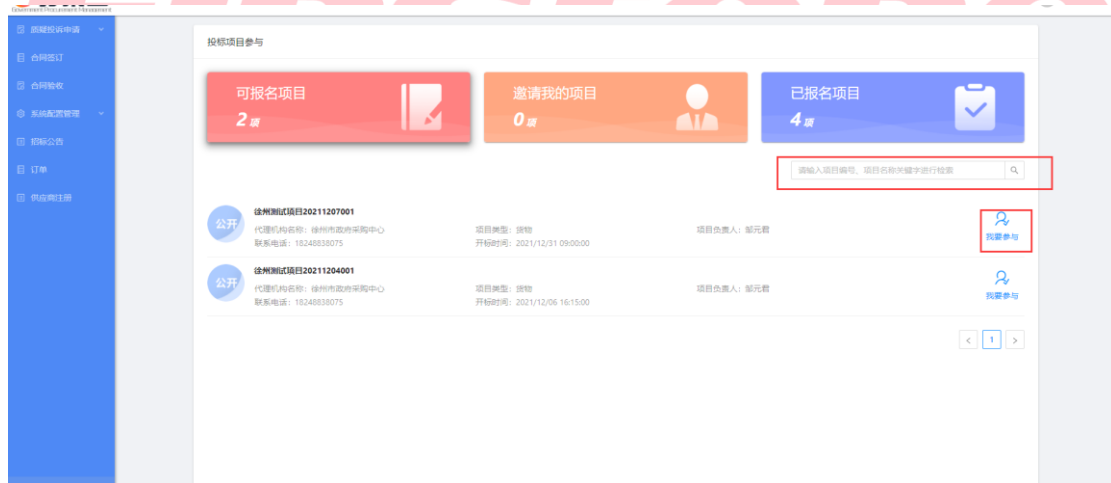 Government Procurement Management
质疑投诉申请
合同签订
合同验收
系统配置管理
招标公告
订单
供应商注册
投标项目参与
可报名项目
2 项
邀请我的项目
0 项
已报名项目
4 项
请输入项目编号、项目名称关键字进行检索
公开
徐州测试项目20211207001
代理机构名称：徐州市政府采购中心 项目类型：货物 项目负责人：邹元君
联系电话：18248838075 开标时间：2021/12/31 09:00:00
我要参与
公开
徐州测试项目20211204001
代理机构名称：徐州市政府采购中心 项目类型：货物 项目负责人：邹元君
联系电话：18248838075 开标时间：2021/12/06 16:15:00
我要参与
< 1 >